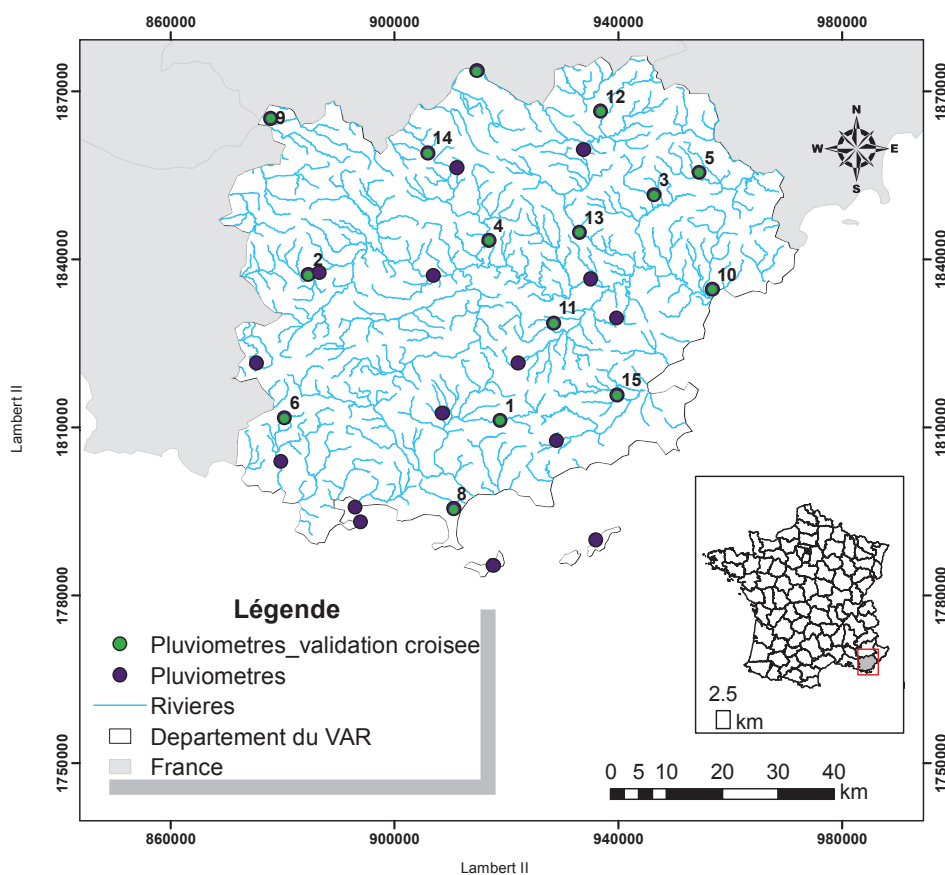 860000 900000 940000 980000
1870000 1870000
12
9
N
14
W E
5
S
3
4 13
1840000 1840000
2
10
11
Lambert II
15
6
1
1810000 1810000
8
1780000 1780000
Légende
Pluviometres_validation croisee
Pluviometres
2.5
Rivieres
km
Departement du VAR
France
1750000 1750000
0 5 10 20 30 40
km
860000 900000 940000 980000
Lambert II